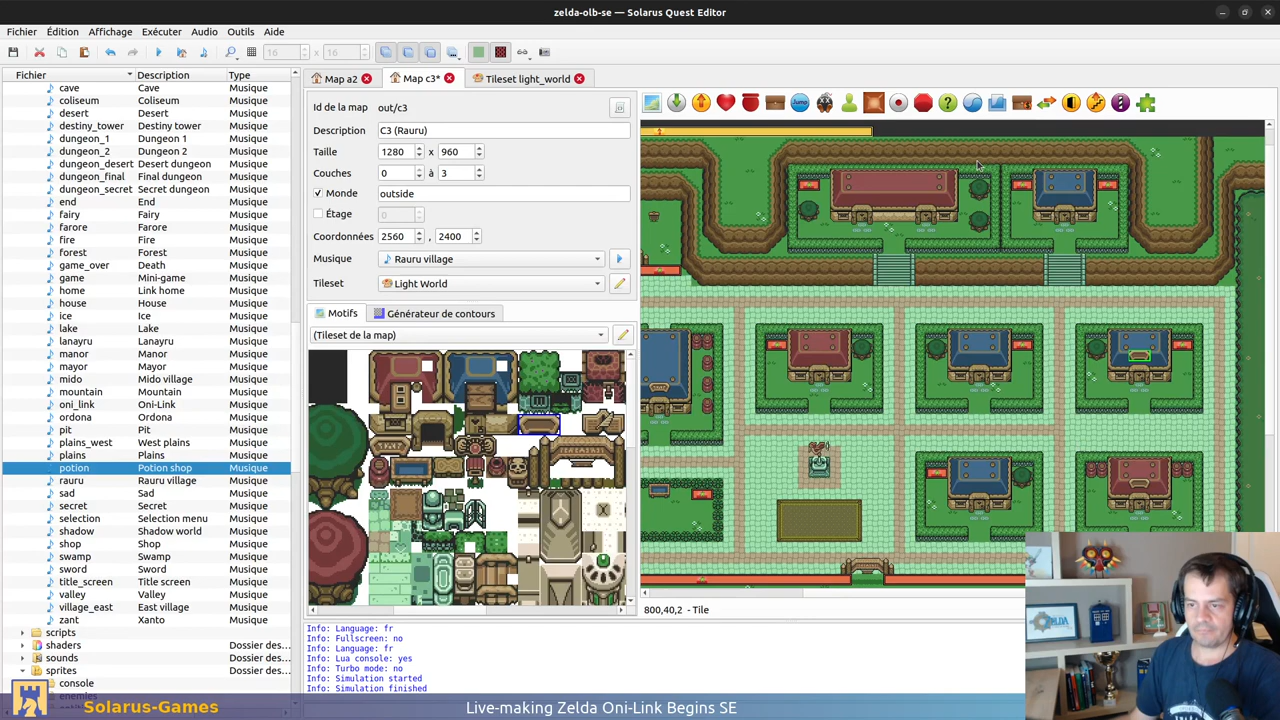 zelda-olb-se — Solarus Quest Editor
Fichier Édition Affichage Exécuter Audio Outils Aide
16 x 16
Fichier Description Type
cave Cave Musique
coliseum Coliseum Musique
desert Desert Musique
destiny_tower Destiny tower Musique
dungeon_1 Dungeon 1 Musique
dungeon_2 Dungeon 2 Musique
dungeon_desert Desert dungeon Musique
dungeon_final Final dungeon Musique
dungeon_secret Secret dungeon Musique
end End Musique
fairy Fairy Musique
farore Farore Musique
fire Fire Musique
forest Forest Musique
game_over Death Musique
game Mini-game Musique
home Link home Musique
house House Musique
ice Ice Musique
lake Lake Musique
lanayru Lanayru Musique
manor Manor Musique
mayor Mayor Musique
mido Mido village Musique
mountain Mountain Musique
oni_link Oni-Link Musique
ordona Ordona Musique
pit Pit Musique
plains_west West plains Musique
plains Plains Musique
potion Potion shop Musique
rauru Rauru village Musique
sad Sad Musique
secret Secret Musique
selection Selection menu Musique
shadow Shadow world Musique
shop Shop Musique
swamp Swamp Musique
sword Sword Musique
title_screen Title screen Musique
valley Valley Musique
village_east East village Musique
zant Xanto Musique
scripts
shaders Dossier des…
sounds Dossier des…
sprites Dossier des…
console
enemies
Map a2
Map c3*
Tileset light_world
Id de la map out/c3
Description C3 (Rauru)
Taille 1280 x 960
Couches 0 à 3
Monde outside
Étage 0
Coordonnées 2560 , 2400
Musique Rauru village
Tileset Light World
Motifs Générateur de contours
(Tileset de la map)
Jump
800,40,2 - Tile
Info: Language: fr
Info: Fullscreen: no
Info: Language: fr
Info: Lua console: yes
Info: Turbo mode: no
Info: Simulation started
Info: Simulation finished
Solarus-Games
Live-making Zelda Oni-Link Begins SE